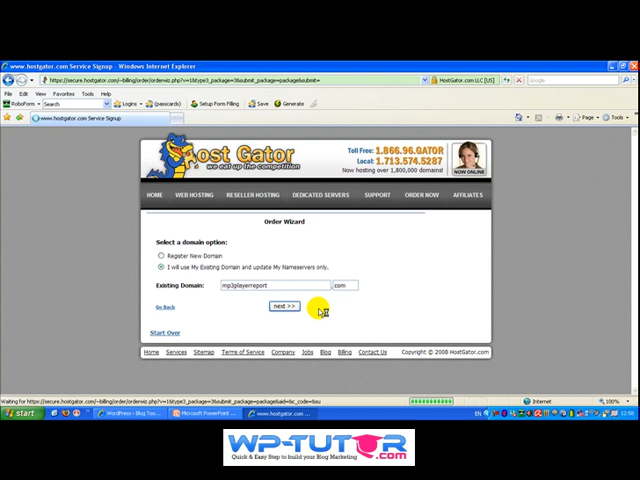 www.hostgator.com Service Signup - Windows Internet Explorer
HostGator.com LLC [US]
Google
File Edit View Favorites Tools Help
RoboForm Search Logins (passcards) Setup Form Filling Save Generate
www.hostgator.com Service Signup
Page Tools
Host Gator
we eat up the competition
Toll Free: 1.866.96.GATOR
Local: 1.713.574.5287
Now hosting over 1,800,000 domains!
NOW ONLINE
HOME WEB HOSTING RESELLER HOSTING DEDICATED SERVERS SUPPORT ORDER NOW AFFILIATES
Order Wizard
Select a domain option:
Register New Domain
I will use My Existing Domain and update My Nameservers only.
Existing Domain: mp3playerreport . com
Go Back next >>
Start Over
Home Services Sitemap Terms of Service Company Jobs Blog Billing Contact Us Copyright © 2008 HostGator.com
Internet 100%
start WordPress › Blog Too... Microsoft PowerPoint ... www.hostgator.com ... EN 12:58
WP-TUTOR
.com
Quick & Easy Step to build your Blog Marketing